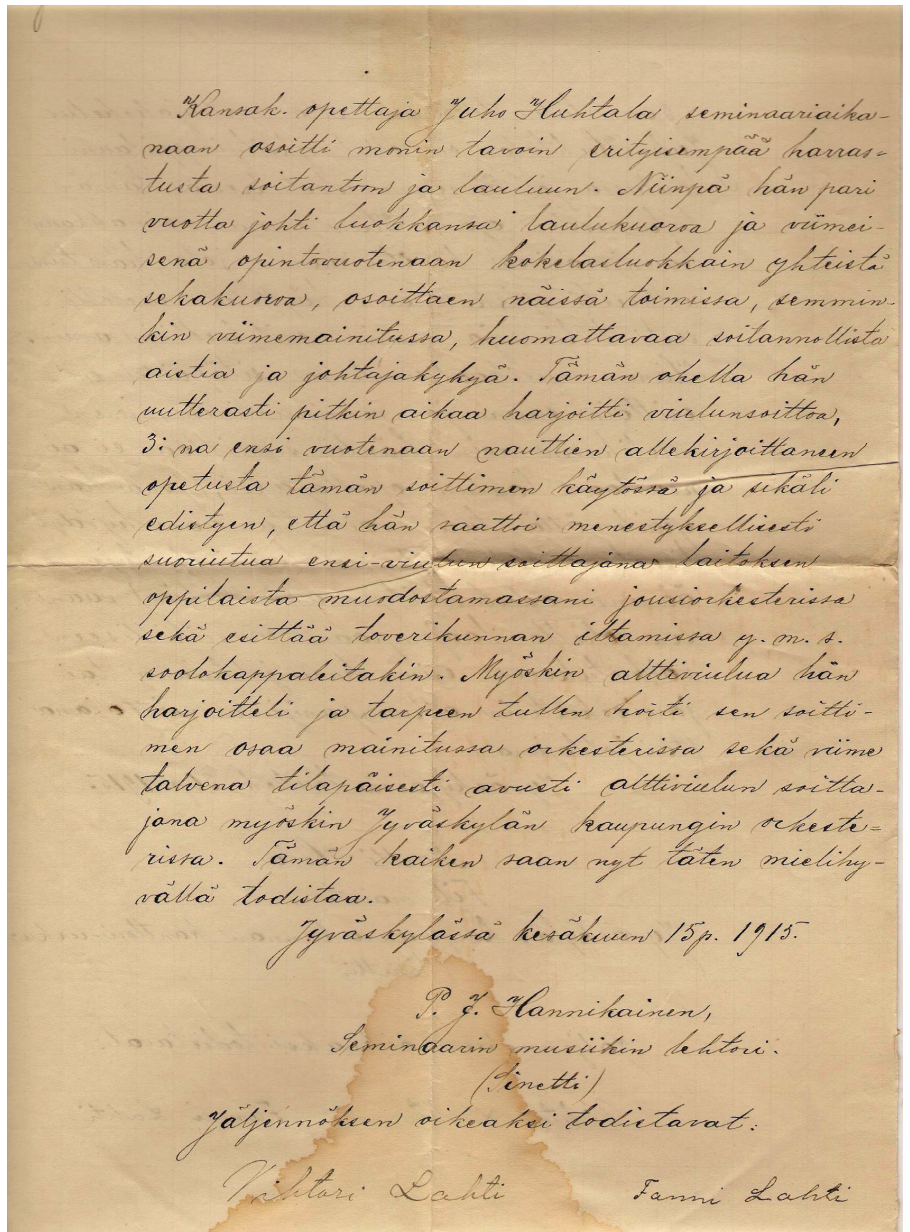 Kansak. opettaja Juho Huhtala seminaariaika-
naan osoitti monin tavoin erityisempää harras-
tusta soitantoon ja lauluun. Niinpä hän pari
vuotta johti luokkansa laulukuoroa ja viimei-
senä opintovuotenaan kokelasluokkain yhteistä
sekakuoroa, osoittaen näissä toimissa, semmin-
kin viimemainitussa, huomattavaa soitannollista
aistia ja johtajakykyä. Tämän ohella hän
uutterasti pitkin aikaa harjoitti viulunsoittoa,
3:na ensi vuotenaan nauttien allekirjoittaneen
opetusta tämän soittimen käytössä ja sikäli
edistyen, että hän saattoi menestyksellisesti
suoriutua ensi-viulun soittajana laitoksen
oppilaista muodostamassani jousiorkesterissa
sekä esittää toverikunnan iltamissa y.m.s.
soolokappaleitakin. Myöskin alttiviulua hän
harjoitteli ja tarpeen tullen hoiti sen soitti-
men osaa mainitussa orkesterissa sekä viime
talvena tilapäisesti avusti alttiviulun soitta-
jana myöskin Jyväskylän kaupungin orkeste-
rissa. Tämän kaiken saan nyt täten mielihy-
vällä todistaa.
Jyväskylässä kesäkuun 15p. 1915.
P. J. Hannikainen,
Seminaarin musiikin lehtori.
(Sinetti)
Jäljennöksen oikeaksi todistavat:
Vihtori Lahti Fanni Lahti